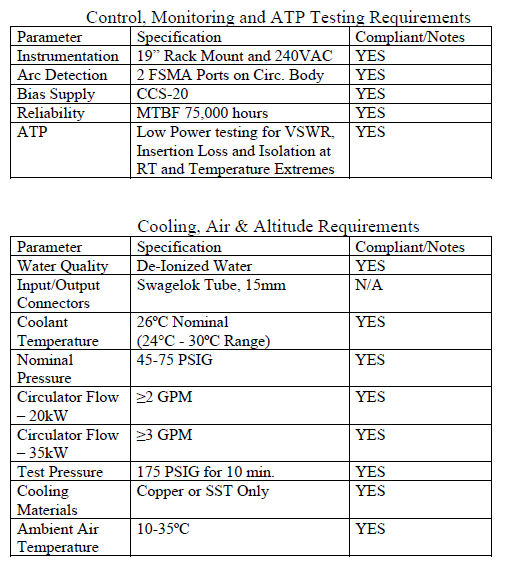 Control, Monitoring and ATP Testing Requirements
Parameter Specification Compliant/Notes
Instrumentation 19” Rack Mount and 240VAC YES
Arc Detection 2 FSMA Ports on Circ. Body YES
Bias Supply CCS-20 YES
Reliability MTBF 75,000 hours YES
ATP Low Power testing for VSWR, YES
Insertion Loss and Isolation at
RT and Temperature Extremes
Cooling, Air & Altitude Requirements
Parameter Specification Compliant/Notes
Water Quality De-Ionized Water YES
Input/Output Swagelok Tube, 15mm N/A
Connectors
Coolant 26ºC Nominal YES
Temperature (24°C - 30ºC Range)
Nominal 45-75 PSIG YES
Pressure
Circulator Flow ≥2 GPM YES
– 20kW
Circulator Flow ≥3 GPM YES
– 35kW
Test Pressure 175 PSIG for 10 min. YES
Cooling Copper or SST Only YES
Materials
Ambient Air 10-35ºC YES
Temperature